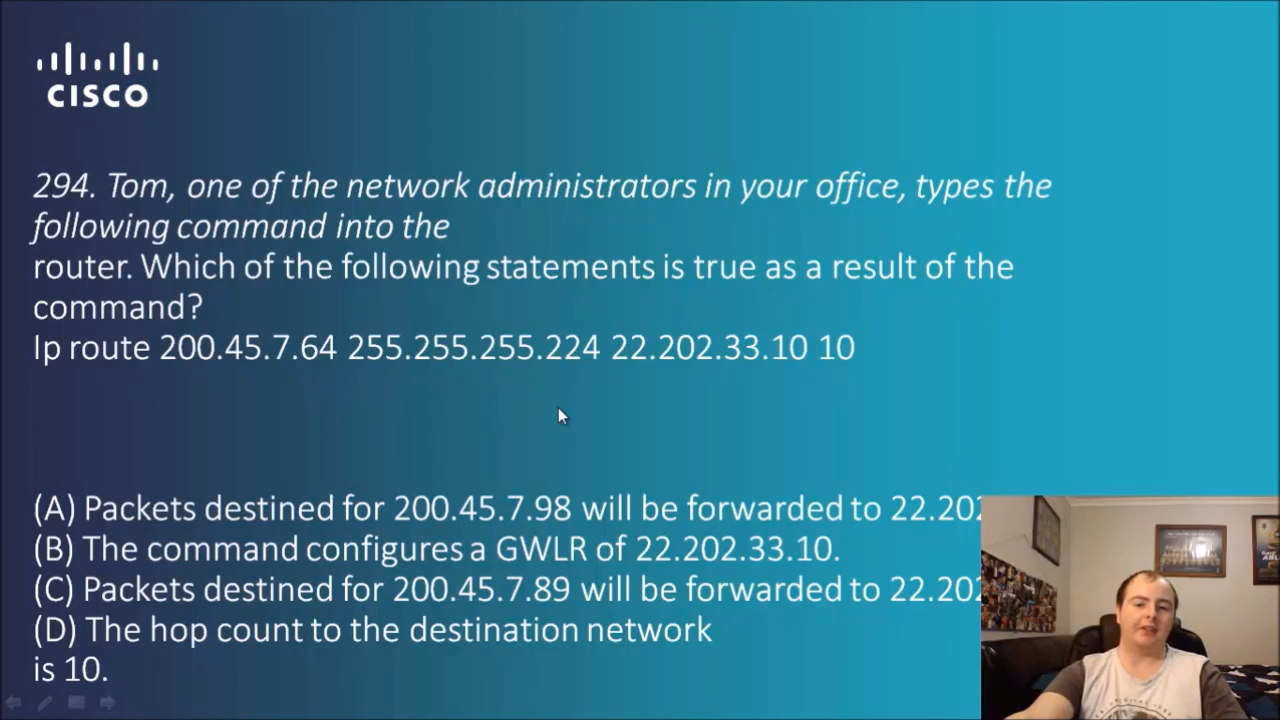 CISCO
294. Tom, one of the network administrators in your office, types the
following command into the
router. Which of the following statements is true as a result of the
command?
Ip route 200.45.7.64 255.255.255.224 22.202.33.10 10
(A) Packets destined for 200.45.7.98 will be forwarded to 22.202
(B) The command configures a GWLR of 22.202.33.10.
(C) Packets destined for 200.45.7.89 will be forwarded to 22.202
(D) The hop count to the destination network
is 10.